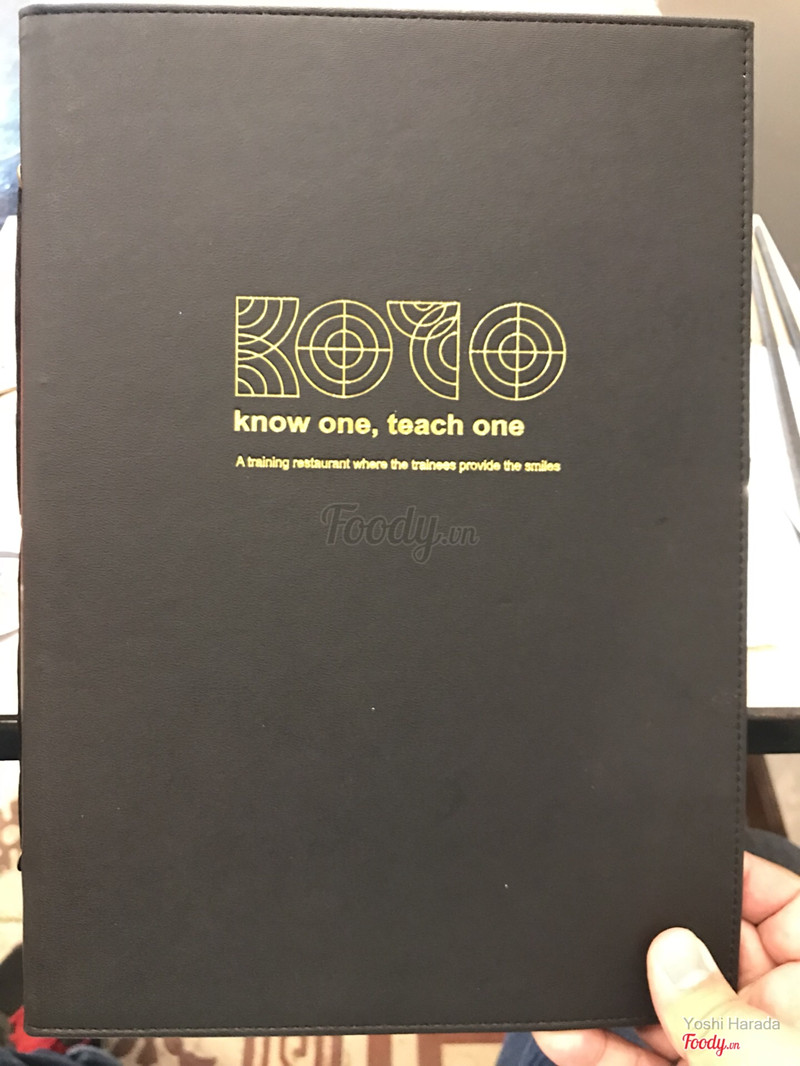 KOTO
know one, teach one
A training restaurant where the trainees provide the smiles
Foody.vn
Yoshi Harada
Foody.vn